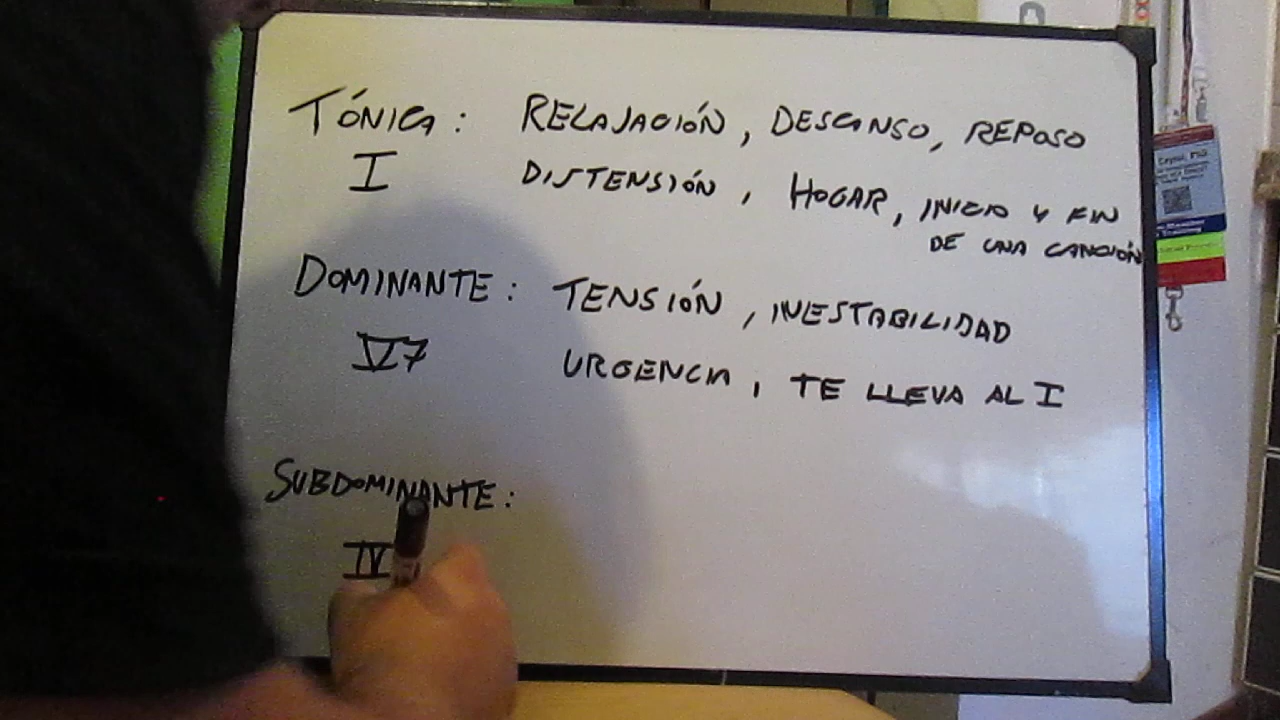 TÓNICA: RELAJACIÓN, DESCANSO, REPOSO
I DISTENSIÓN, HOGAR, INICIO Y FIN
DE UNA CANCIÓN
DOMINANTE: TENSIÓN, INESTABILIDAD
V7 URGENCIA, TE LLEVA AL I
SUBDOMINANTE:
IV